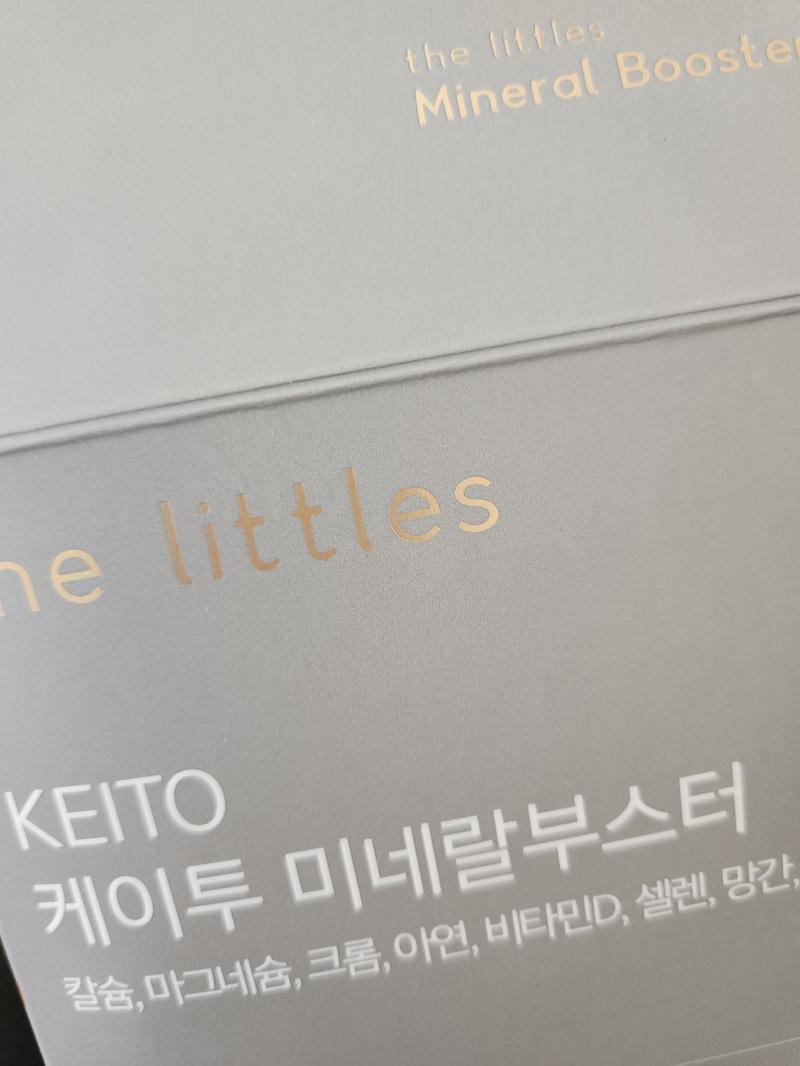 the littles
Mineral Booster
he littles
KEITO
케이투 미네랄부스터
칼슘, 마그네슘, 크롬, 아연, 비타민D, 셀렌, 망간,